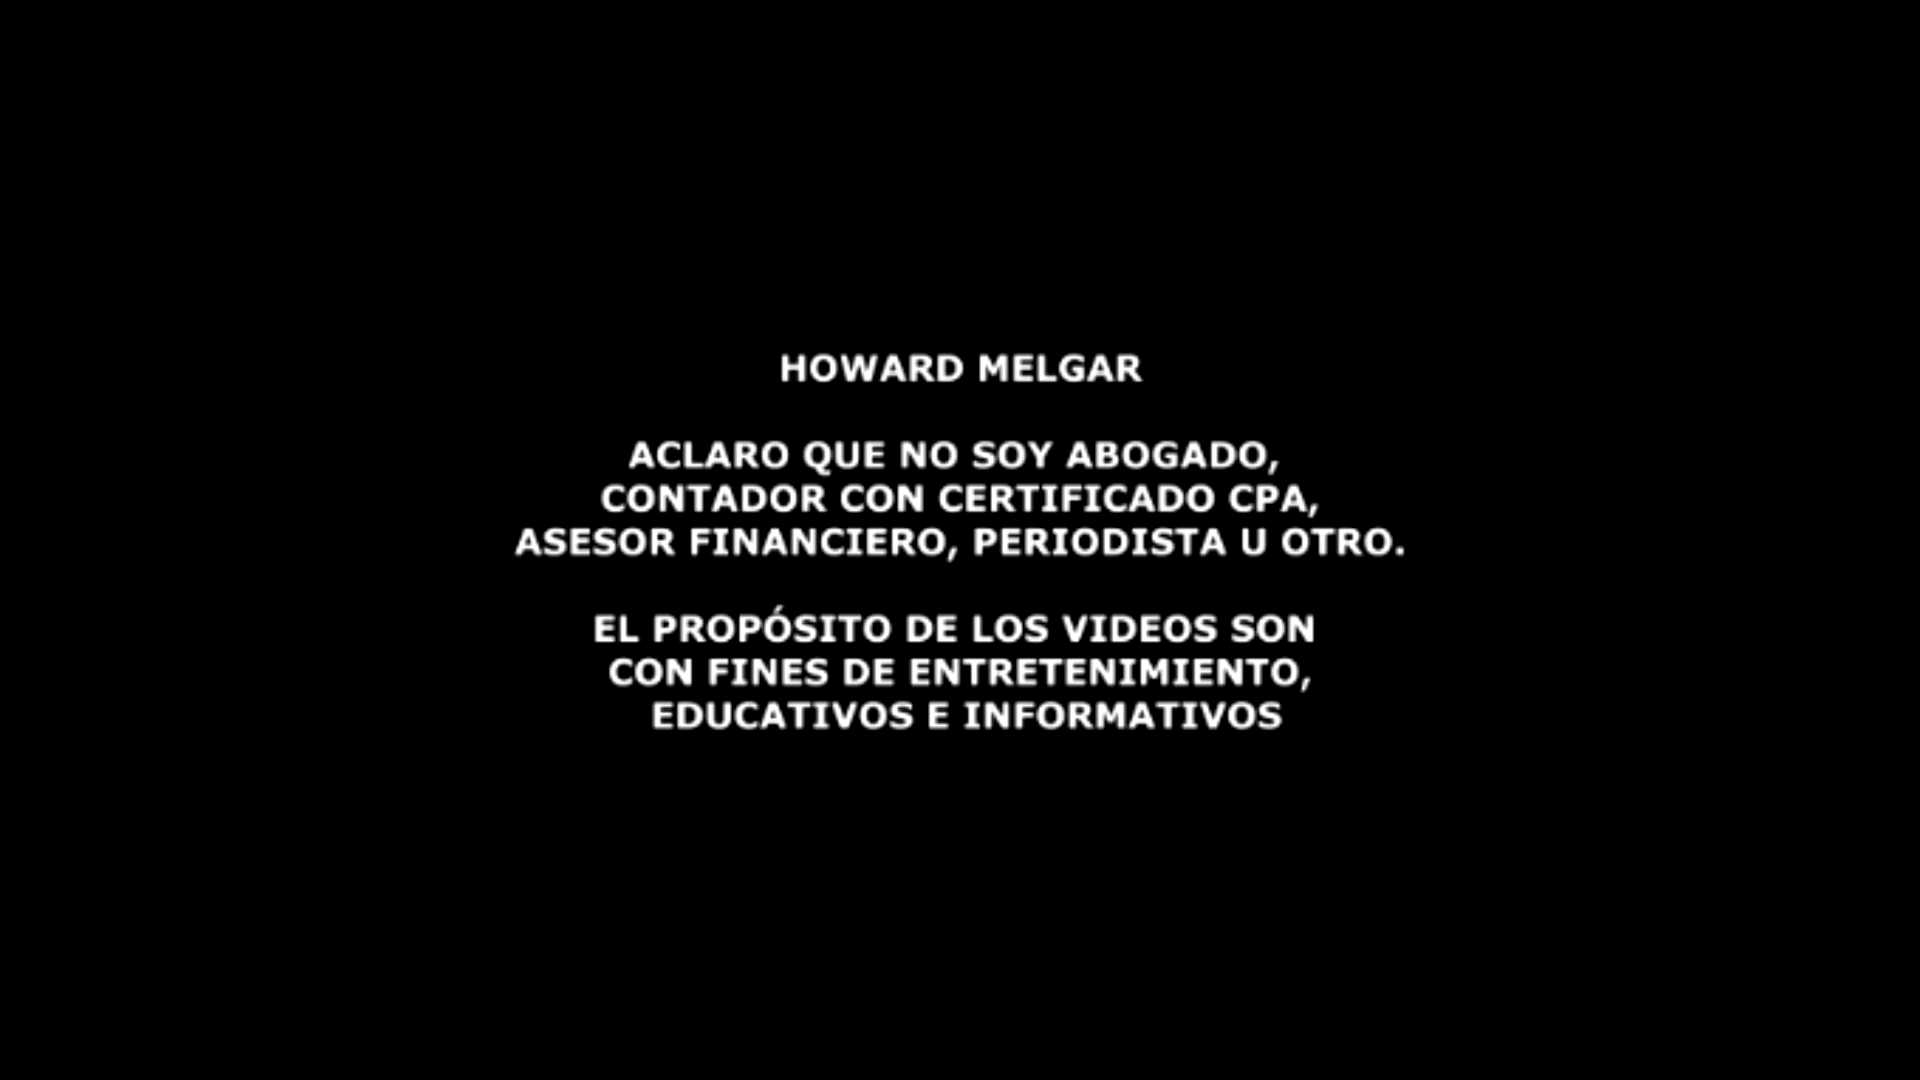 HOWARD MELGAR
ACLARO QUE NO SOY ABOGADO,
CONTADOR CON CERTIFICADO CPA,
ASESOR FINANCIERO, PERIODISTA U OTRO.
EL PROPÓSITO DE LOS VIDEOS SON
CON FINES DE ENTRETENIMIENTO,
EDUCATIVOS E INFORMATIVOS